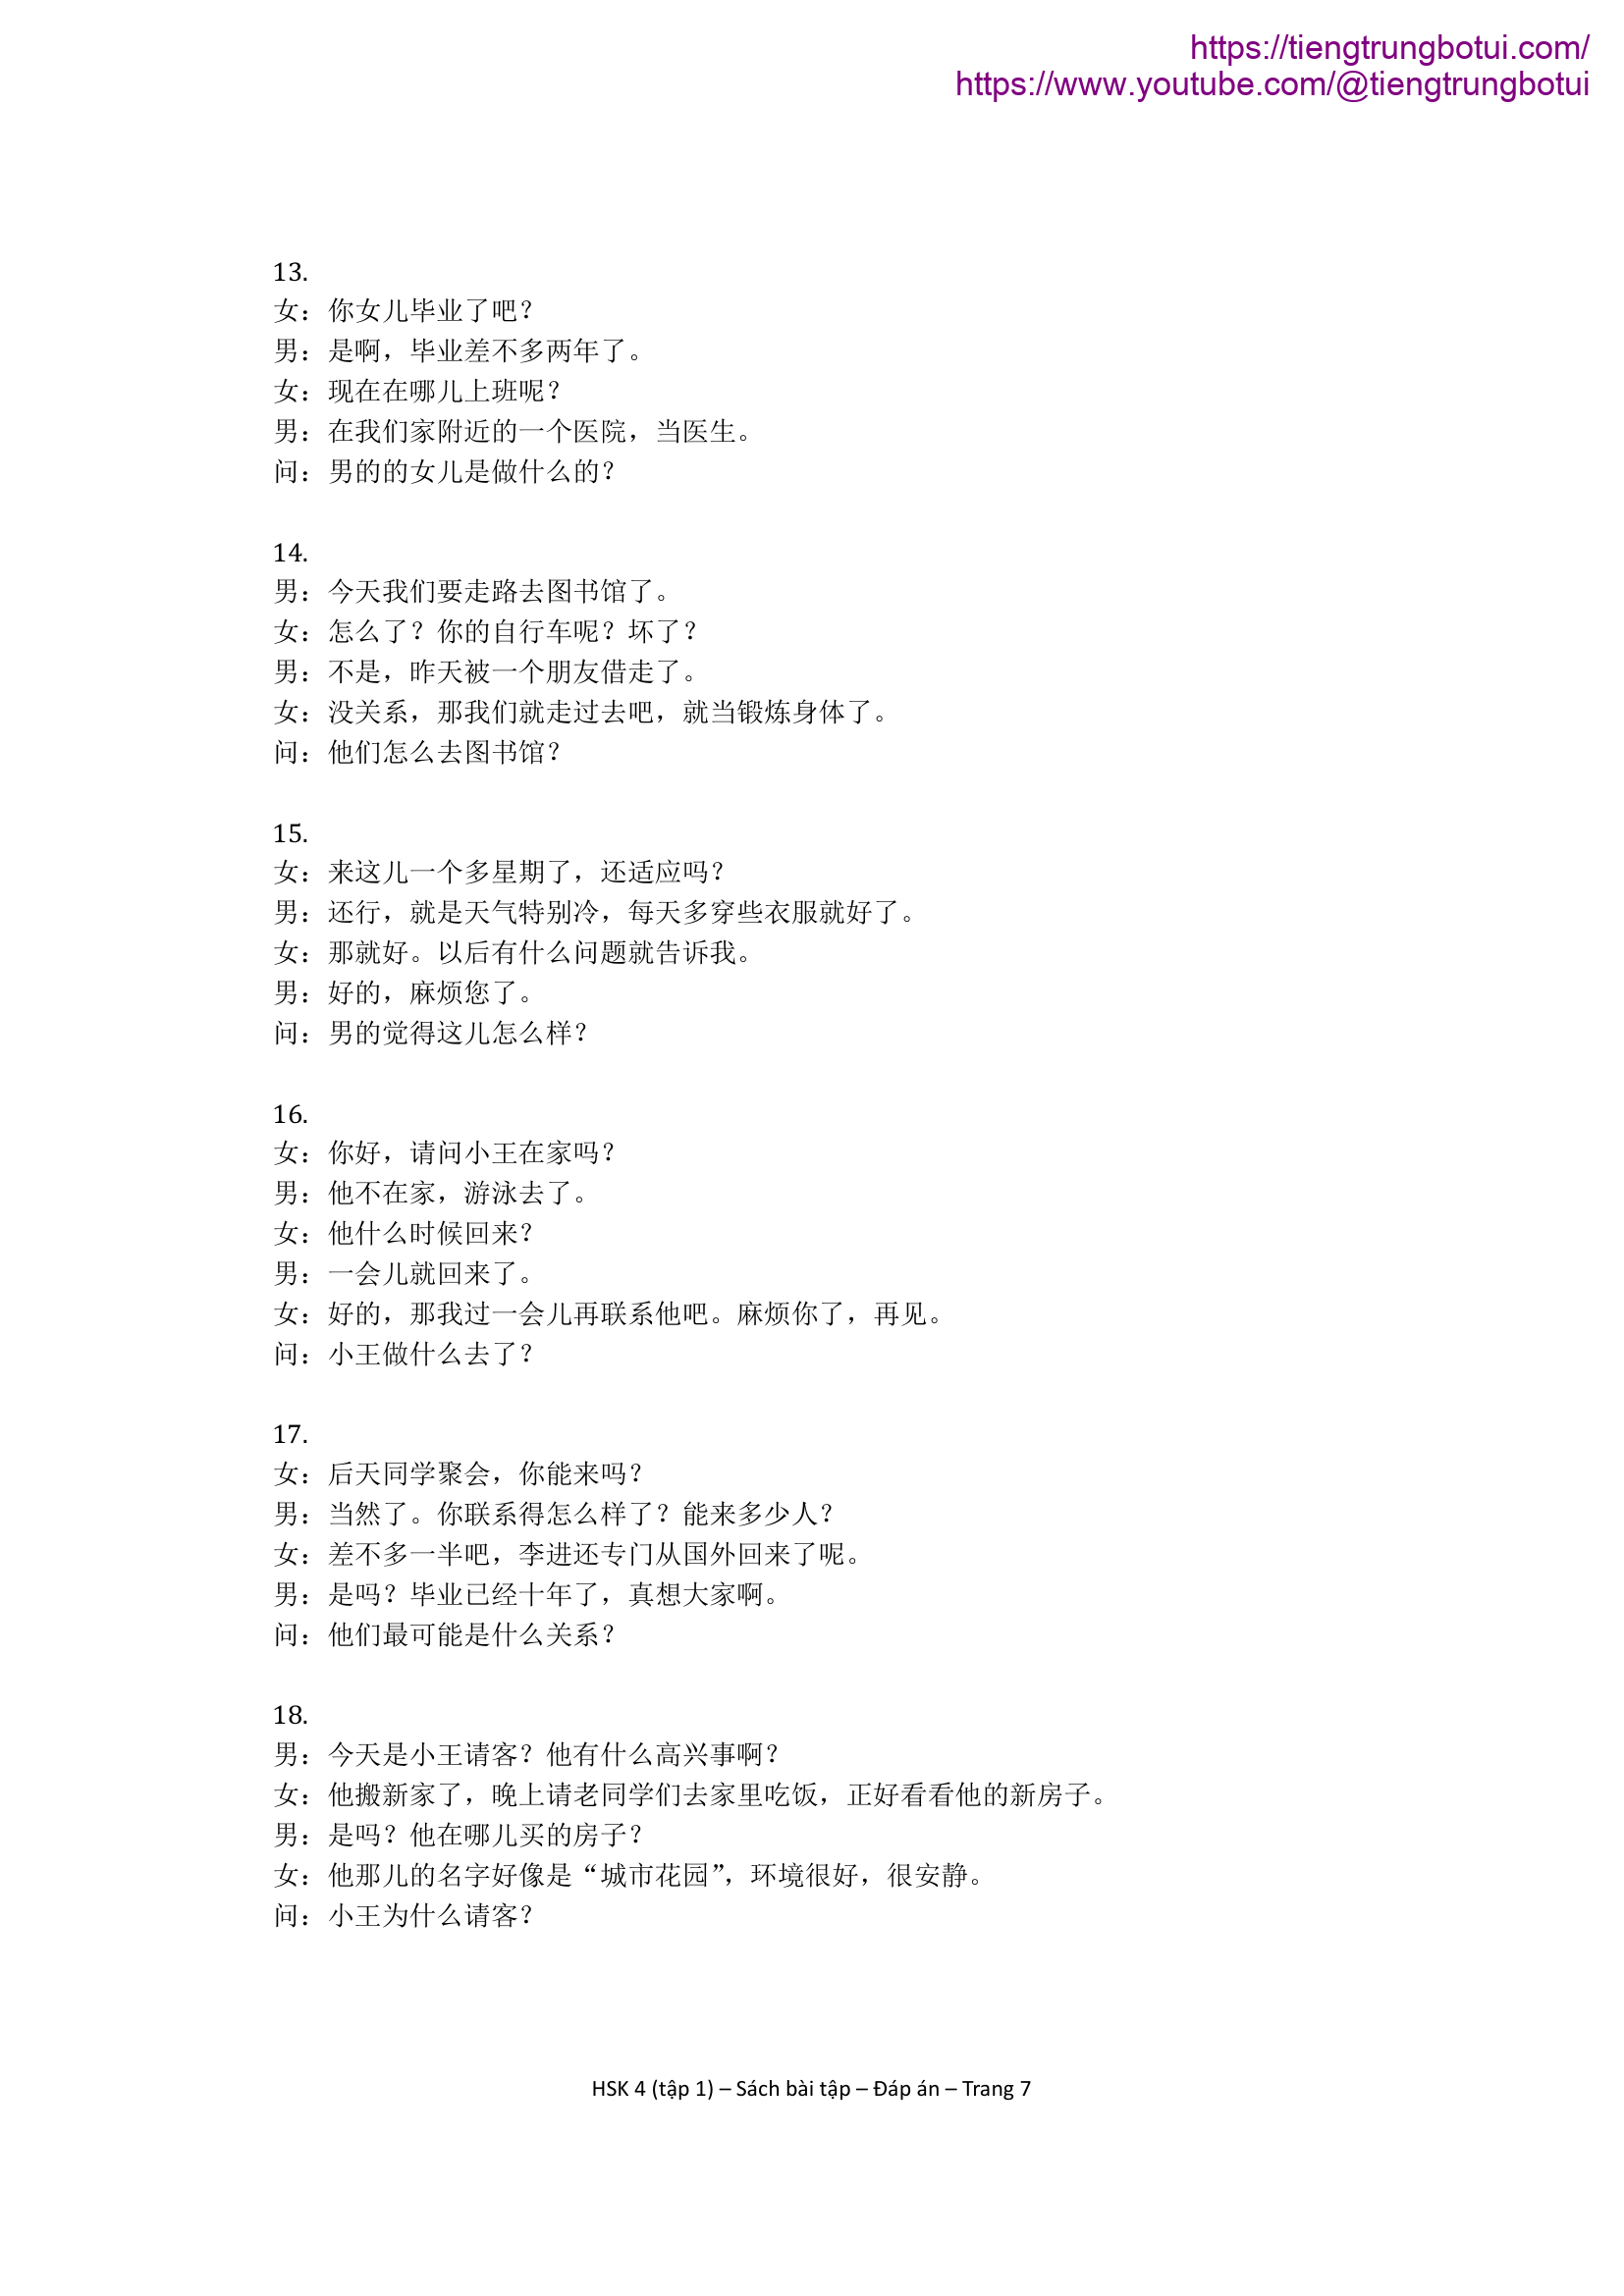 https://tiengtrungbotui.com/
https://www.youtube.com/@tiengtrungbotui
13.
女：你女儿毕业了吧？
男：是啊，毕业差不多两年了。
女：现在在哪儿上班呢？
男：在我们家附近的一个医院，当医生。
问：男的的女儿是做什么的？
14.
男：今天我们要走路去图书馆了。
女：怎么了？你的自行车呢？坏了？
男：不是，昨天被一个朋友借走了。
女：没关系，那我们就走过去吧，就当锻炼身体了。
问：他们怎么去图书馆？
15.
女：来这儿一个多星期了，还适应吗？
男：还行，就是天气特别冷，每天多穿些衣服就好了。
女：那就好。以后有什么问题就告诉我。
男：好的，麻烦您了。
问：男的觉得这儿怎么样？
16.
女：你好，请问小王在家吗？
男：他不在家，游泳去了。
女：他什么时候回来？
男：一会儿就回来了。
女：好的，那我过一会儿再联系他吧。麻烦你了，再见。
问：小王做什么去了？
17.
女：后天同学聚会，你能来吗？
男：当然了。你联系得怎么样了？能来多少人？
女：差不多一半吧，李进还专门从国外回来了呢。
男：是吗？毕业已经十年了，真想大家啊。
问：他们最可能是什么关系？
18.
男：今天是小王请客？他有什么高兴事啊？
女：他搬新家了，晚上请老同学们去家里吃饭，正好看看他的新房子。
男：是吗？他在哪儿买的房子？
女：他那儿的名字好像是“城市花园”，环境很好，很安静。
问：小王为什么请客？
HSK 4 (tập 1) – Sách bài tập – Đáp án – Trang 7